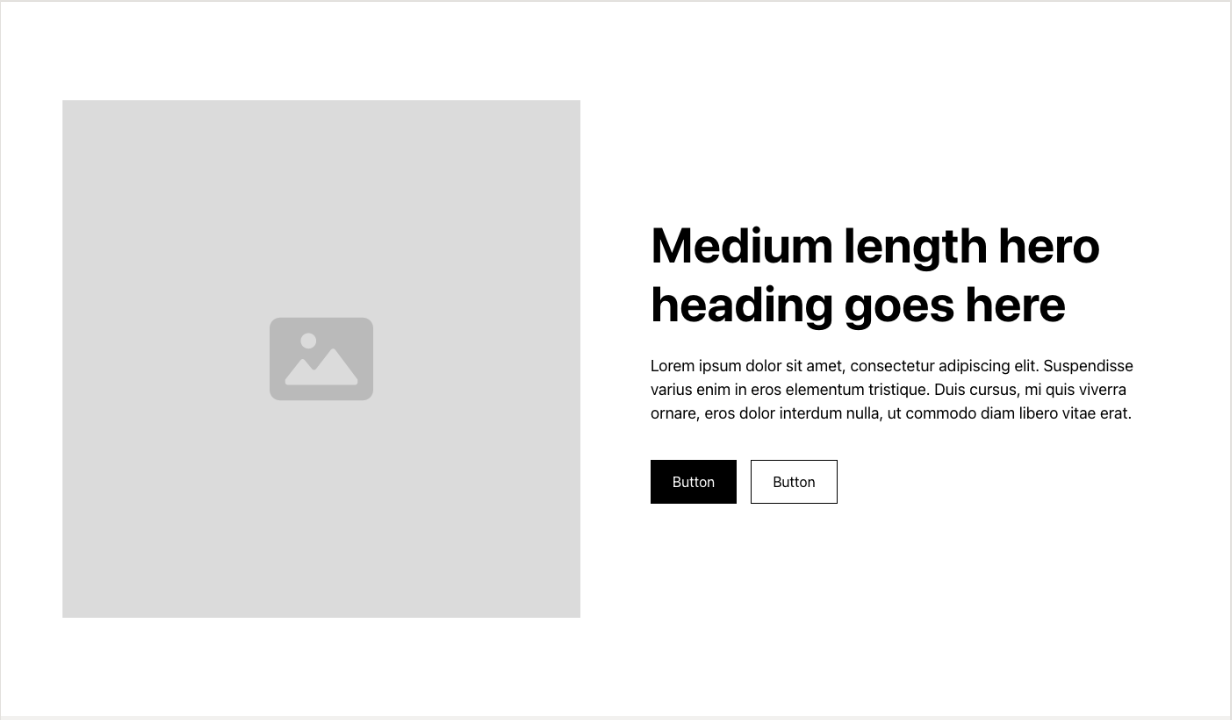 Medium length hero
heading goes here
Lorem ipsum dolor sit amet, consectetur adipiscing elit. Suspendisse
varius enim in eros elementum tristique. Duis cursus, mi quis viverra
ornare, eros dolor interdum nulla, ut commodo diam libero vitae erat.
Button
Button